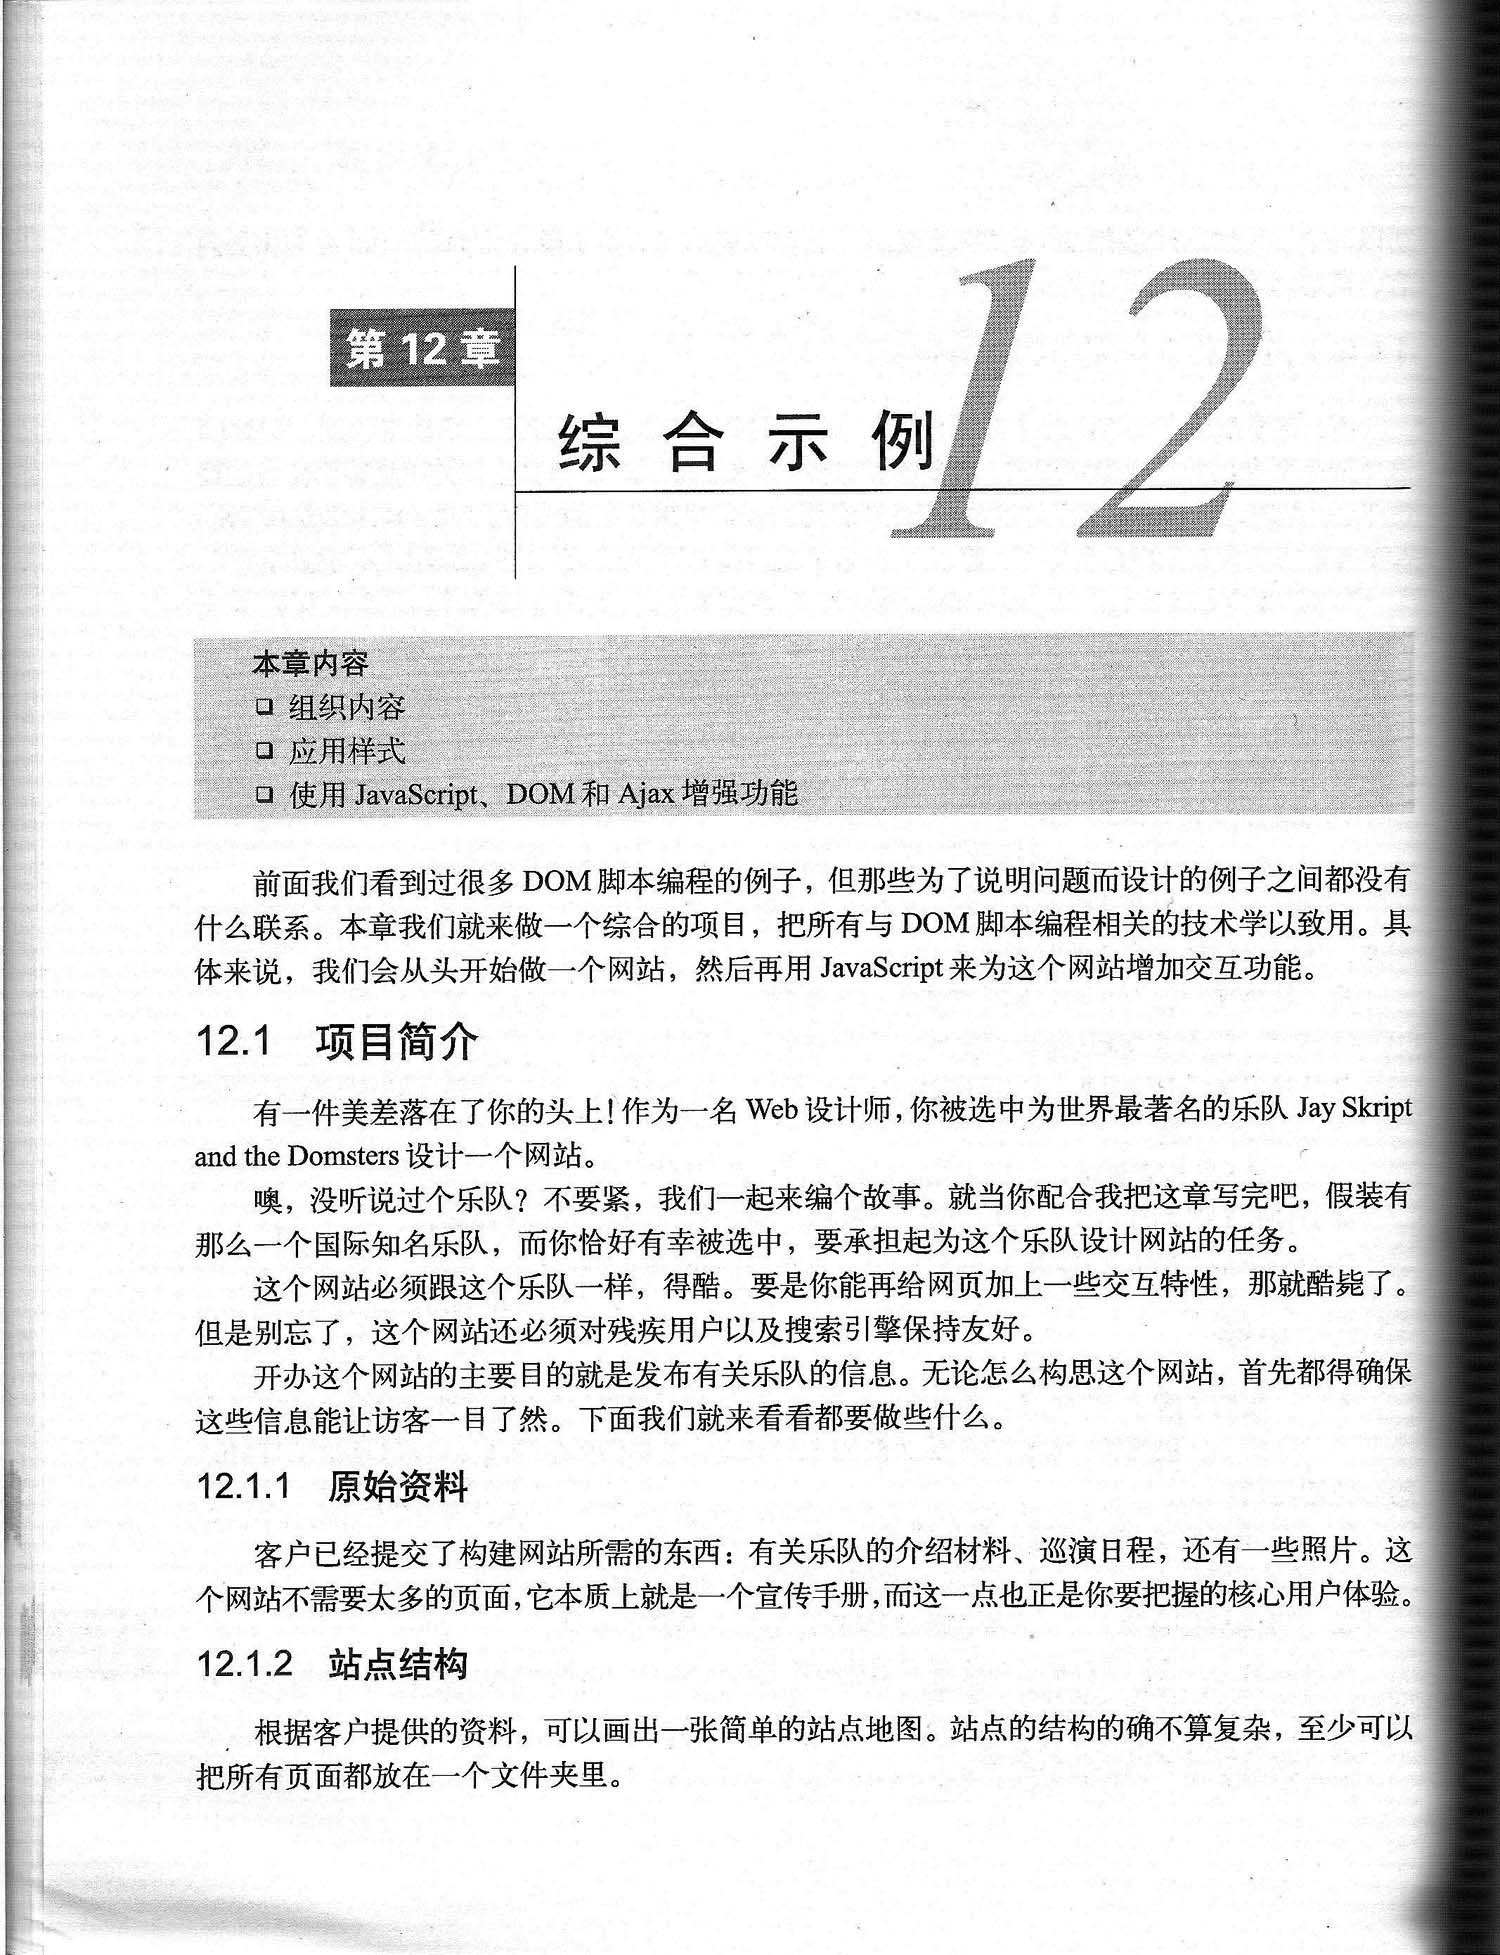 第 12 章
12
综合示例
本章内容
❑ 组织内容
❑ 应用样式
❑ 使用 JavaScript、DOM 和 Ajax 增强功能
前面我们看到过很多 DOM 脚本编程的例子，但那些为了说明问题而设计的例子之间都没有
什么联系。本章我们就来做一个综合的项目，把所有与 DOM 脚本编程相关的技术学以致用。具
体来说，我们会从头开始做一个网站，然后再用 JavaScript 来为这个网站增加交互功能。
12.1 项目简介
有一件美差落在了你的头上！作为一名 Web 设计师，你被选中为世界最著名的乐队 Jay Skript
and the Domsters 设计一个网站。
噢，没听说过个乐队？不要紧，我们一起来编个故事。就当你配合我把这章写完吧，假装有
那么一个国际知名乐队，而你恰好有幸被选中，要承担起为这个乐队设计网站的任务。
这个网站必须跟这个乐队一样，得酷。要是你能再给网页加上一些交互特性，那就酷毙了。
但是别忘了，这个网站还必须对残疾用户以及搜索引擎保持友好。
开办这个网站的主要目的就是发布有关乐队的信息。无论怎么构思这个网站，首先都得确保
这些信息能让访客一目了然。下面我们就来看看都要做些什么。
12.1.1 原始资料
客户已经提交了构建网站所需的东西：有关乐队的介绍材料、巡演日程，还有一些照片。这
个网站不需要太多的页面，它本质上就是一个宣传手册，而这一点也正是你要把握的核心用户体验。
12.1.2 站点结构
根据客户提供的资料，可以画出一张简单的站点地图。站点的结构的确不算复杂，至少可以
把所有页面都放在一个文件夹里。